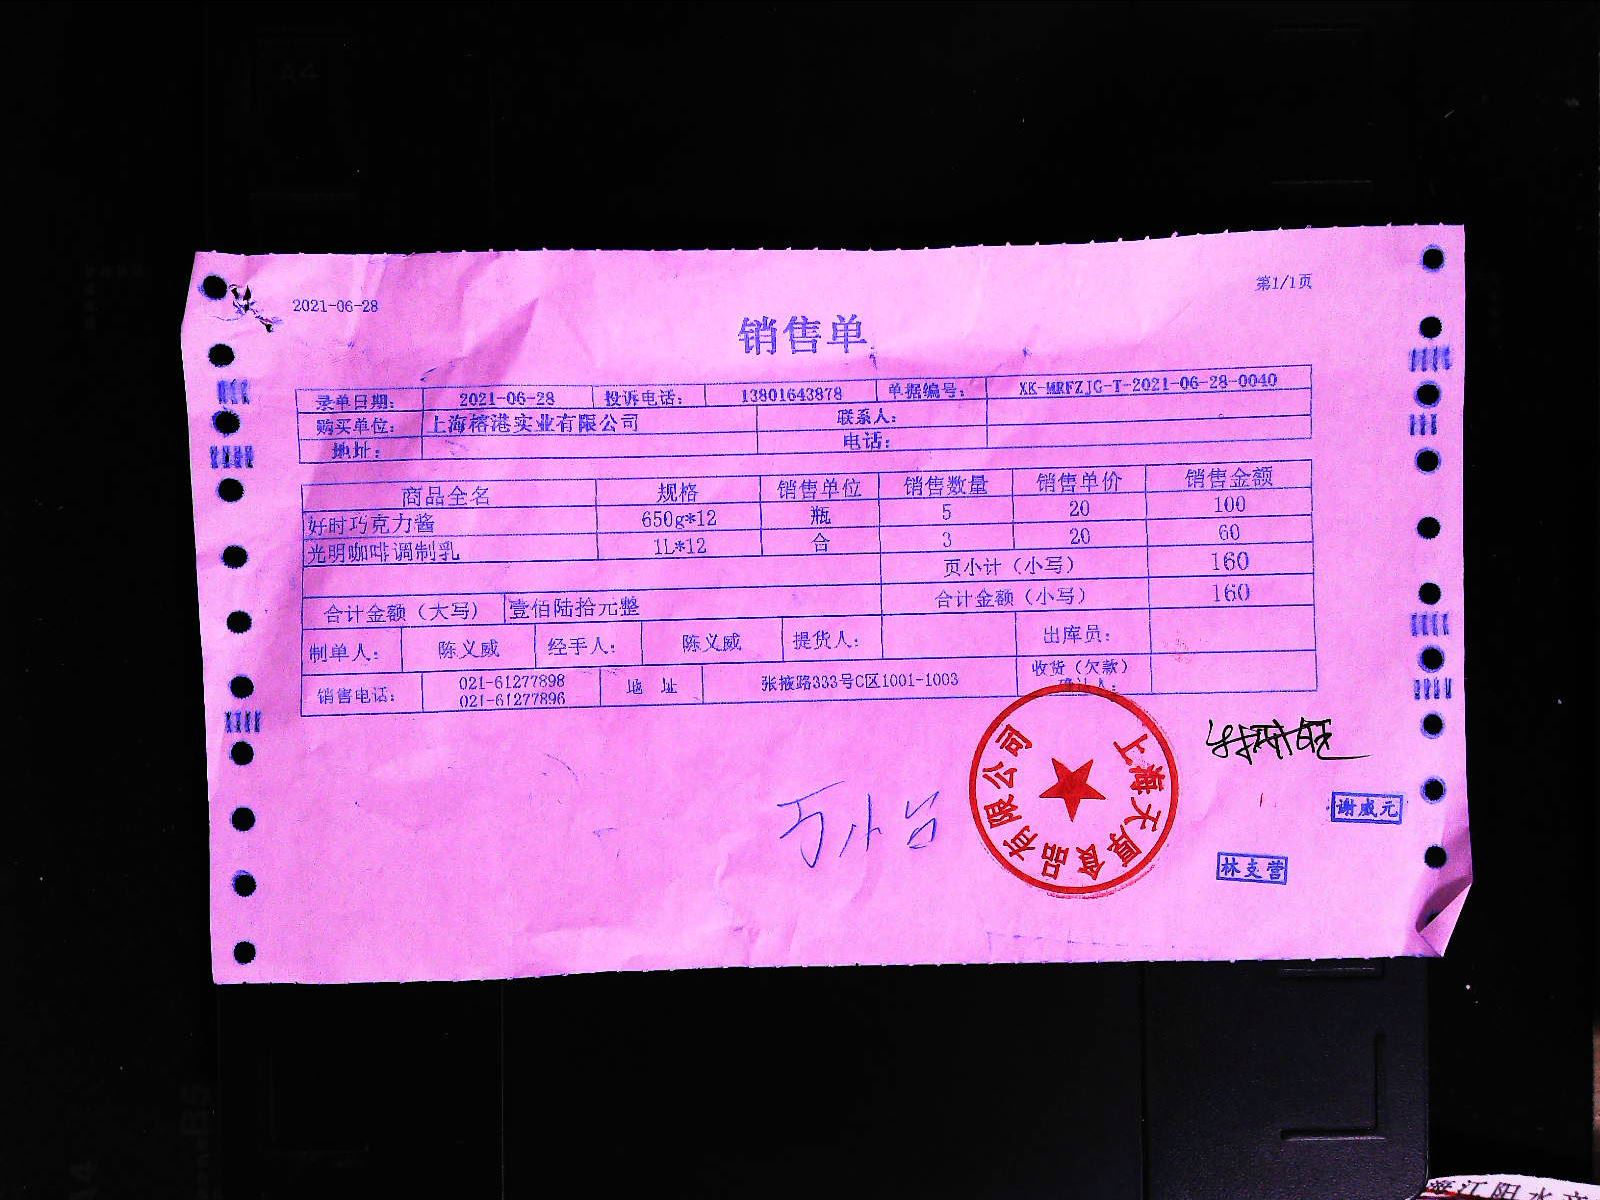 第1/1页
2021-06-28
销售单
录单日期: 2021-06-28 投诉电话: 13801643878 单据编号: XK-MRFZJG-T-2021-06-28-0040
购买单位: 上海榕港实业有限公司 联系人:
地址: 电话:
商品全名 规格 销售单位 销售数量 销售单价 销售金额
好时巧克力酱 650g*12 瓶 5 20 100
光明咖啡调制乳 1L*12 合 3 20 60
页小计（小写） 160
合计金额（大写） 壹佰陆拾元整 合计金额（小写） 160
制单人: 陈义威 经手人: 陈义威 提货人: 出库员:
销售电话: 021-61277898 021-61277896 地 址 张掖路333号C区1001-1003 收货（欠款）确认人:
上海天厚食品有限公司
谢威元
林支营